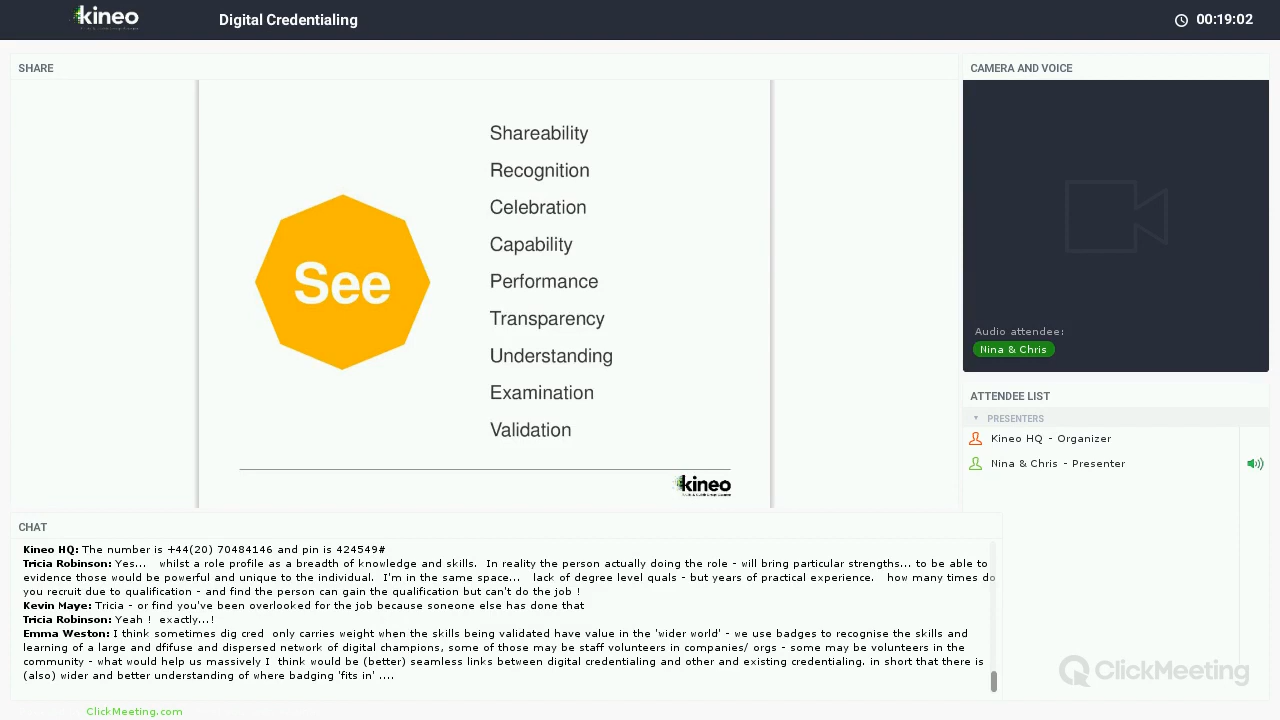 kineo
Digital Credentialing
00:19:02
SHARE
CAMERA AND VOICE
Shareability
Recognition
Celebration
Capability
Performance
Transparency
Understanding
Examination
Validation
See
kineo
Audio attendee:
Nina & Chris
ATTENDEE LIST
PRESENTERS
Kineo HQ - Organizer
Nina & Chris - Presenter
CHAT
Kineo HQ: The number is +44(20) 70484146 and pin is 424549#
Tricia Robinson: Yes... whilst a role profile as a breadth of knowledge and skills. In reality the person actually doing the role - will bring particular strengths... to be able to
evidence those would be powerful and unique to the individual. I'm in the same space... lack of degree level quals - but years of practical experience. how many times do
you recruit due to qualification - and find the person can gain the qualification but can't do the job !
Kevin Maye: Tricia - or find you've been overlooked for the job because someone else has done that
Tricia Robinson: Yeah ! exactly...!
Emma Weston: I think sometimes dig cred only carries weight when the skills being validated have value in the 'wider world' - we use badges to recognise the skills and
learning of a large and dfifuse and dispersed network of digital champions, some of those may be staff volunteers in companies/ orgs - some may be volunteers in the
community - what would help us massively I think would be (better) seamless links between digital credentialing and other and existing credentialing. in short that there is
(also) wider and better understanding of where badging 'fits in' ....
ClickMeeting
ClickMeeting.com